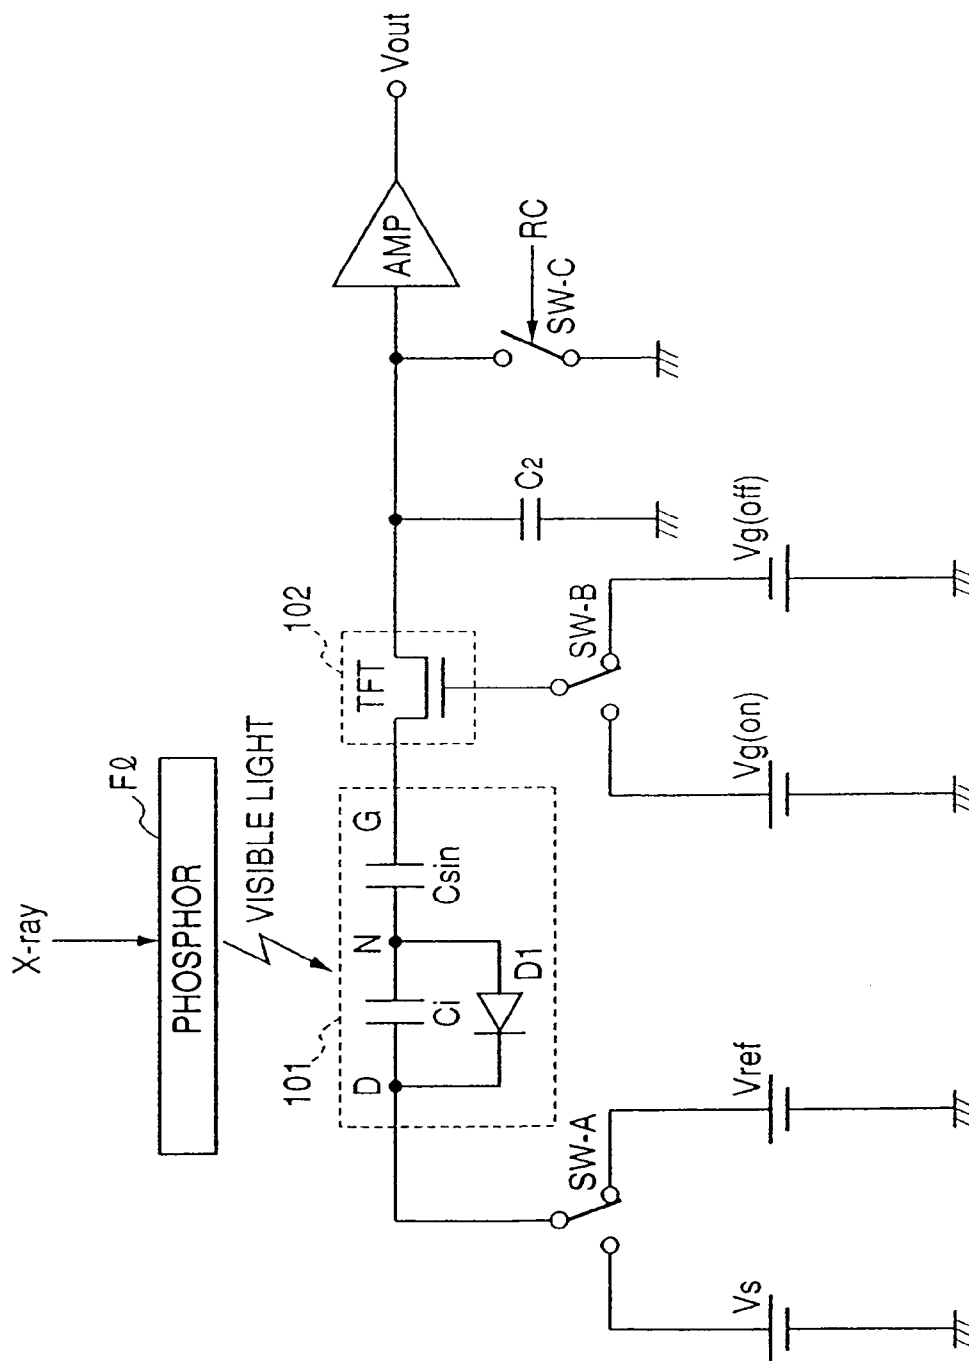 X-ray
PHOSPHOR
Fℓ
VISIBLE LIGHT
101
D
Ci
N
D1
Csin
G
102
TFT
C2
AMP
Vout
RC
SW-C
SW-A
Vs
Vref
SW-B
Vg(on)
Vg(off)